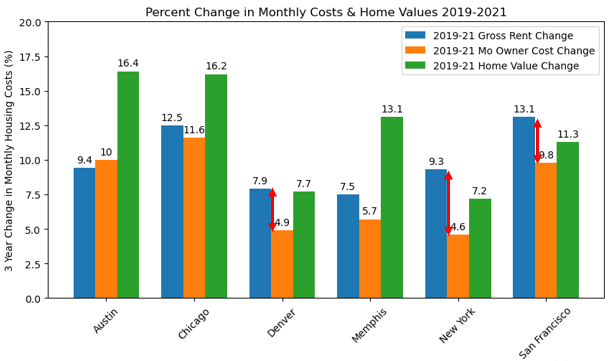 Percent Change in Monthly Costs & Home Values 2019-2021
3 Year Change in Monthly Housing Costs (%)
20.0
17.5
15.0
12.5
10.0
7.5
5.0
2.5
0.0
2019-21 Gross Rent Change
2019-21 Mo Owner Cost Change
2019-21 Home Value Change
9.4 10 16.4
12.5 11.6 16.2
7.9 4.9 7.7
7.5 5.7 13.1
9.3 4.6 7.2
13.1 9.8 11.3
Austin
Chicago
Denver
Memphis
New York
San Francisco